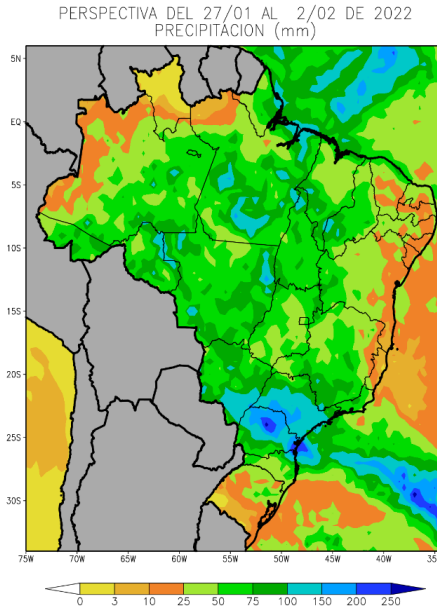 PERSPECTIVA DEL 27/01 AL 2/02 DE 2022
PRECIPITACION (mm)
5N
EQ
5S
10S
15S
20S
25S
30S
75W 70W 65W 60W 55W 50W 45W 40W 35W
0 3 10 25 50 75 100 150 200 250